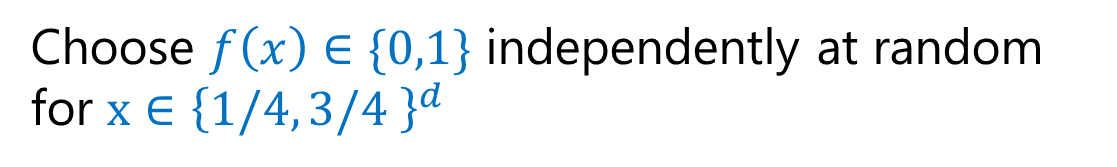 Choose f(x) ∈ {0,1} independently at random
for x ∈ {1/4, 3/4 }ᵈ